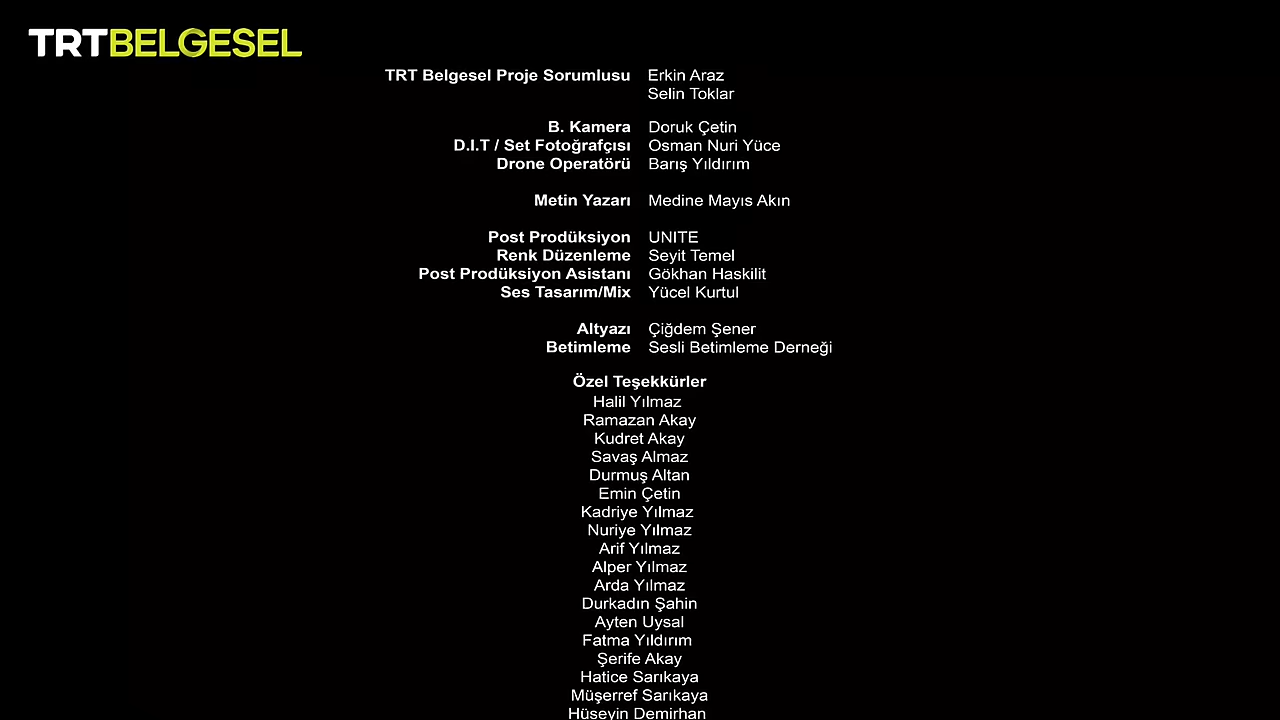 TRTBELGESEL
TRT Belgesel Proje Sorumlusu Erkin Araz
Selin Toklar
B. Kamera Doruk Çetin
D.I.T / Set Fotoğrafçısı Osman Nuri Yüce
Drone Operatörü Barış Yıldırım
Metin Yazarı Medine Mayıs Akın
Post Prodüksiyon UNITE
Renk Düzenleme Seyit Temel
Post Prodüksiyon Asistanı Gökhan Haskilit
Ses Tasarım/Mix Yücel Kurtul
Altyazı Çiğdem Şener
Betimleme Sesli Betimleme Derneği
Özel Teşekkürler
Halil Yılmaz
Ramazan Akay
Kudret Akay
Savaş Almaz
Durmuş Altan
Emin Çetin
Kadriye Yılmaz
Nuriye Yılmaz
Arif Yılmaz
Alper Yılmaz
Arda Yılmaz
Durkadın Şahin
Ayten Uysal
Fatma Yıldırım
Şerife Akay
Hatice Sarıkaya
Müşerref Sarıkaya
Hüseyin Demirhan